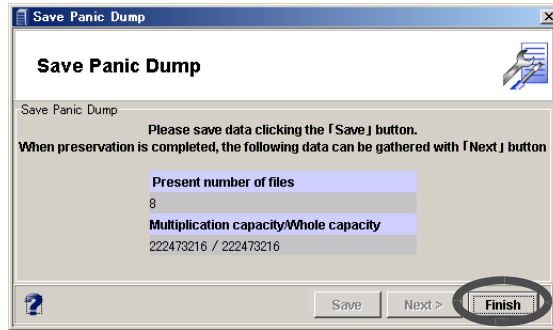 Save Panic Dump
Save Panic Dump
Save Panic Dump
Please save data clicking the「Save」button.
When preservation is completed, the following data can be gathered with「Next」button
Present number of files
8
Multiplication capacity/Whole capacity
222473216 / 222473216
? Save Next > Finish